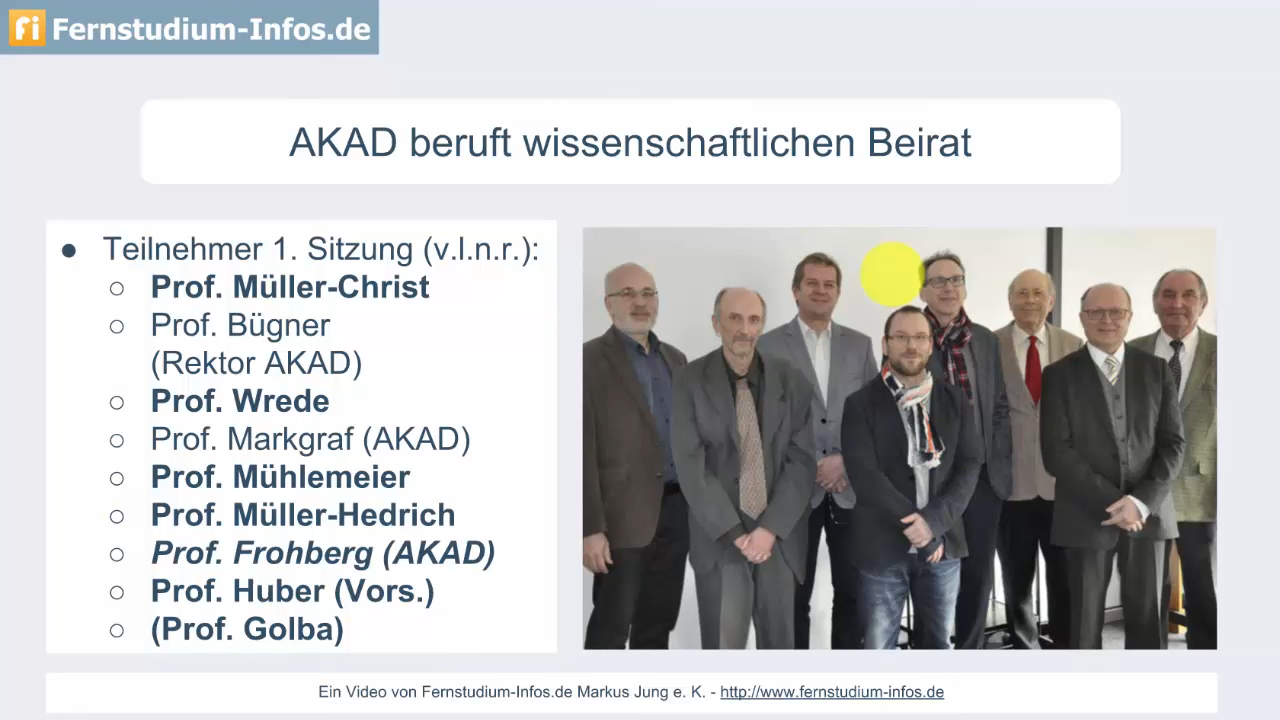 fi Fernstudium-Infos.de
AKAD beruft wissenschaftlichen Beirat
● Teilnehmer 1. Sitzung (v.l.n.r.):
○ Prof. Müller-Christ
○ Prof. Bügner
(Rektor AKAD)
○ Prof. Wrede
○ Prof. Markgraf (AKAD)
○ Prof. Mühlemeier
○ Prof. Müller-Hedrich
○ Prof. Frohberg (AKAD)
○ Prof. Huber (Vors.)
○ (Prof. Golba)
Ein Video von Fernstudium-Infos.de Markus Jung e. K. - http://www.fernstudium-infos.de